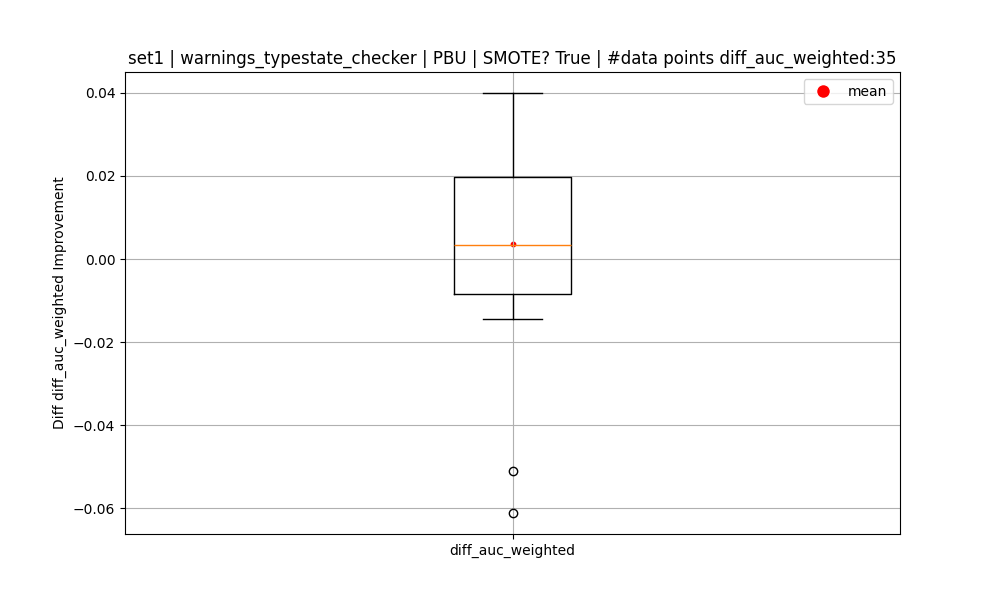 set1 | warnings_typestate_checker | PBU | SMOTE? True | #data points diff_auc_weighted:35
mean
Diff diff_auc_weighted Improvement
0.04
0.02
0.00
−0.02
−0.04
−0.06
diff_auc_weighted